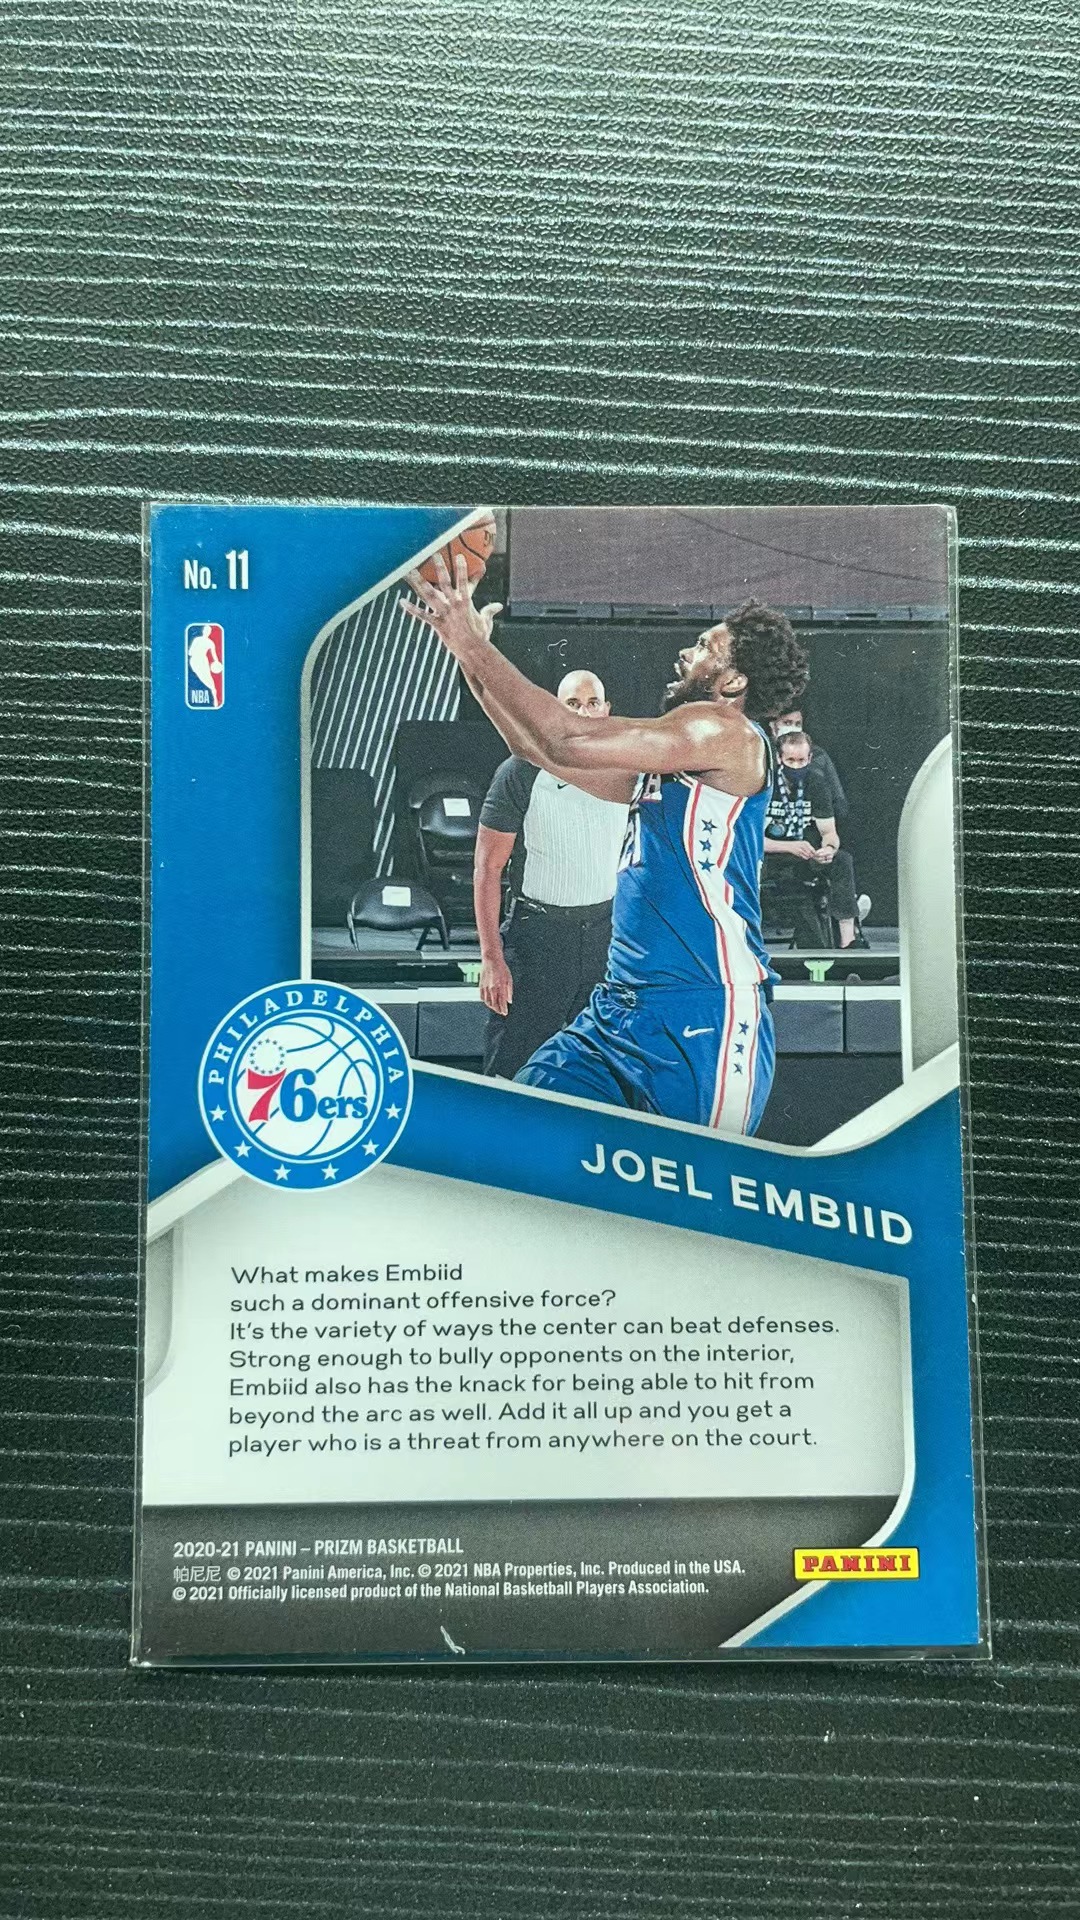 No. 11
NBA
PHILADELPHIA
76ers
JOEL EMBIID
What makes Embiid
such a dominant offensive force?
It's the variety of ways the center can beat defenses.
Strong enough to bully opponents on the interior,
Embiid also has the knack for being able to hit from
beyond the arc as well. Add it all up and you get a
player who is a threat from anywhere on the court.
2020-21 PANINI – PRIZM BASKETBALL
帕尼尼 © 2021 Panini America, Inc. © 2021 NBA Properties, Inc. Produced in the USA.
© 2021 Officially licensed product of the National Basketball Players Association.
PANINI